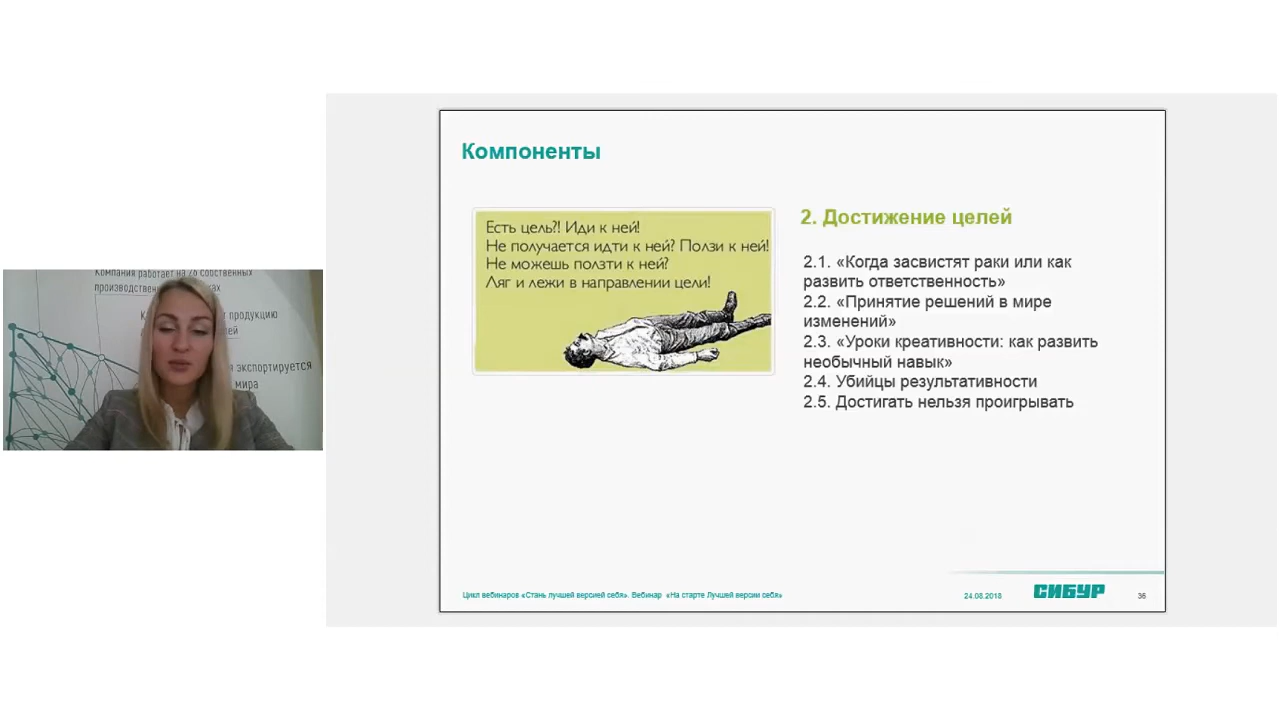 Компоненты
Есть цель?! Иди к ней!
Не получается идти к ней? Ползи к ней!
Не можешь ползти к ней?
Ляг и лежи в направлении цели!
2. Достижение целей
2.1. «Когда засвистят раки или как
развить ответственность»
2.2. «Принятие решений в мире
изменений»
2.3. «Уроки креативности: как развить
необычный навык»
2.4. Убийцы результативности
2.5. Достигать нельзя проигрывать
Компания работает на 26 собственных
продукцию
экспортируется
мира
Цикл вебинаров «Стань лучшей версией себя». Вебинар «На старте Лучшей версии себя»
24.08.2018
СИБУР
36